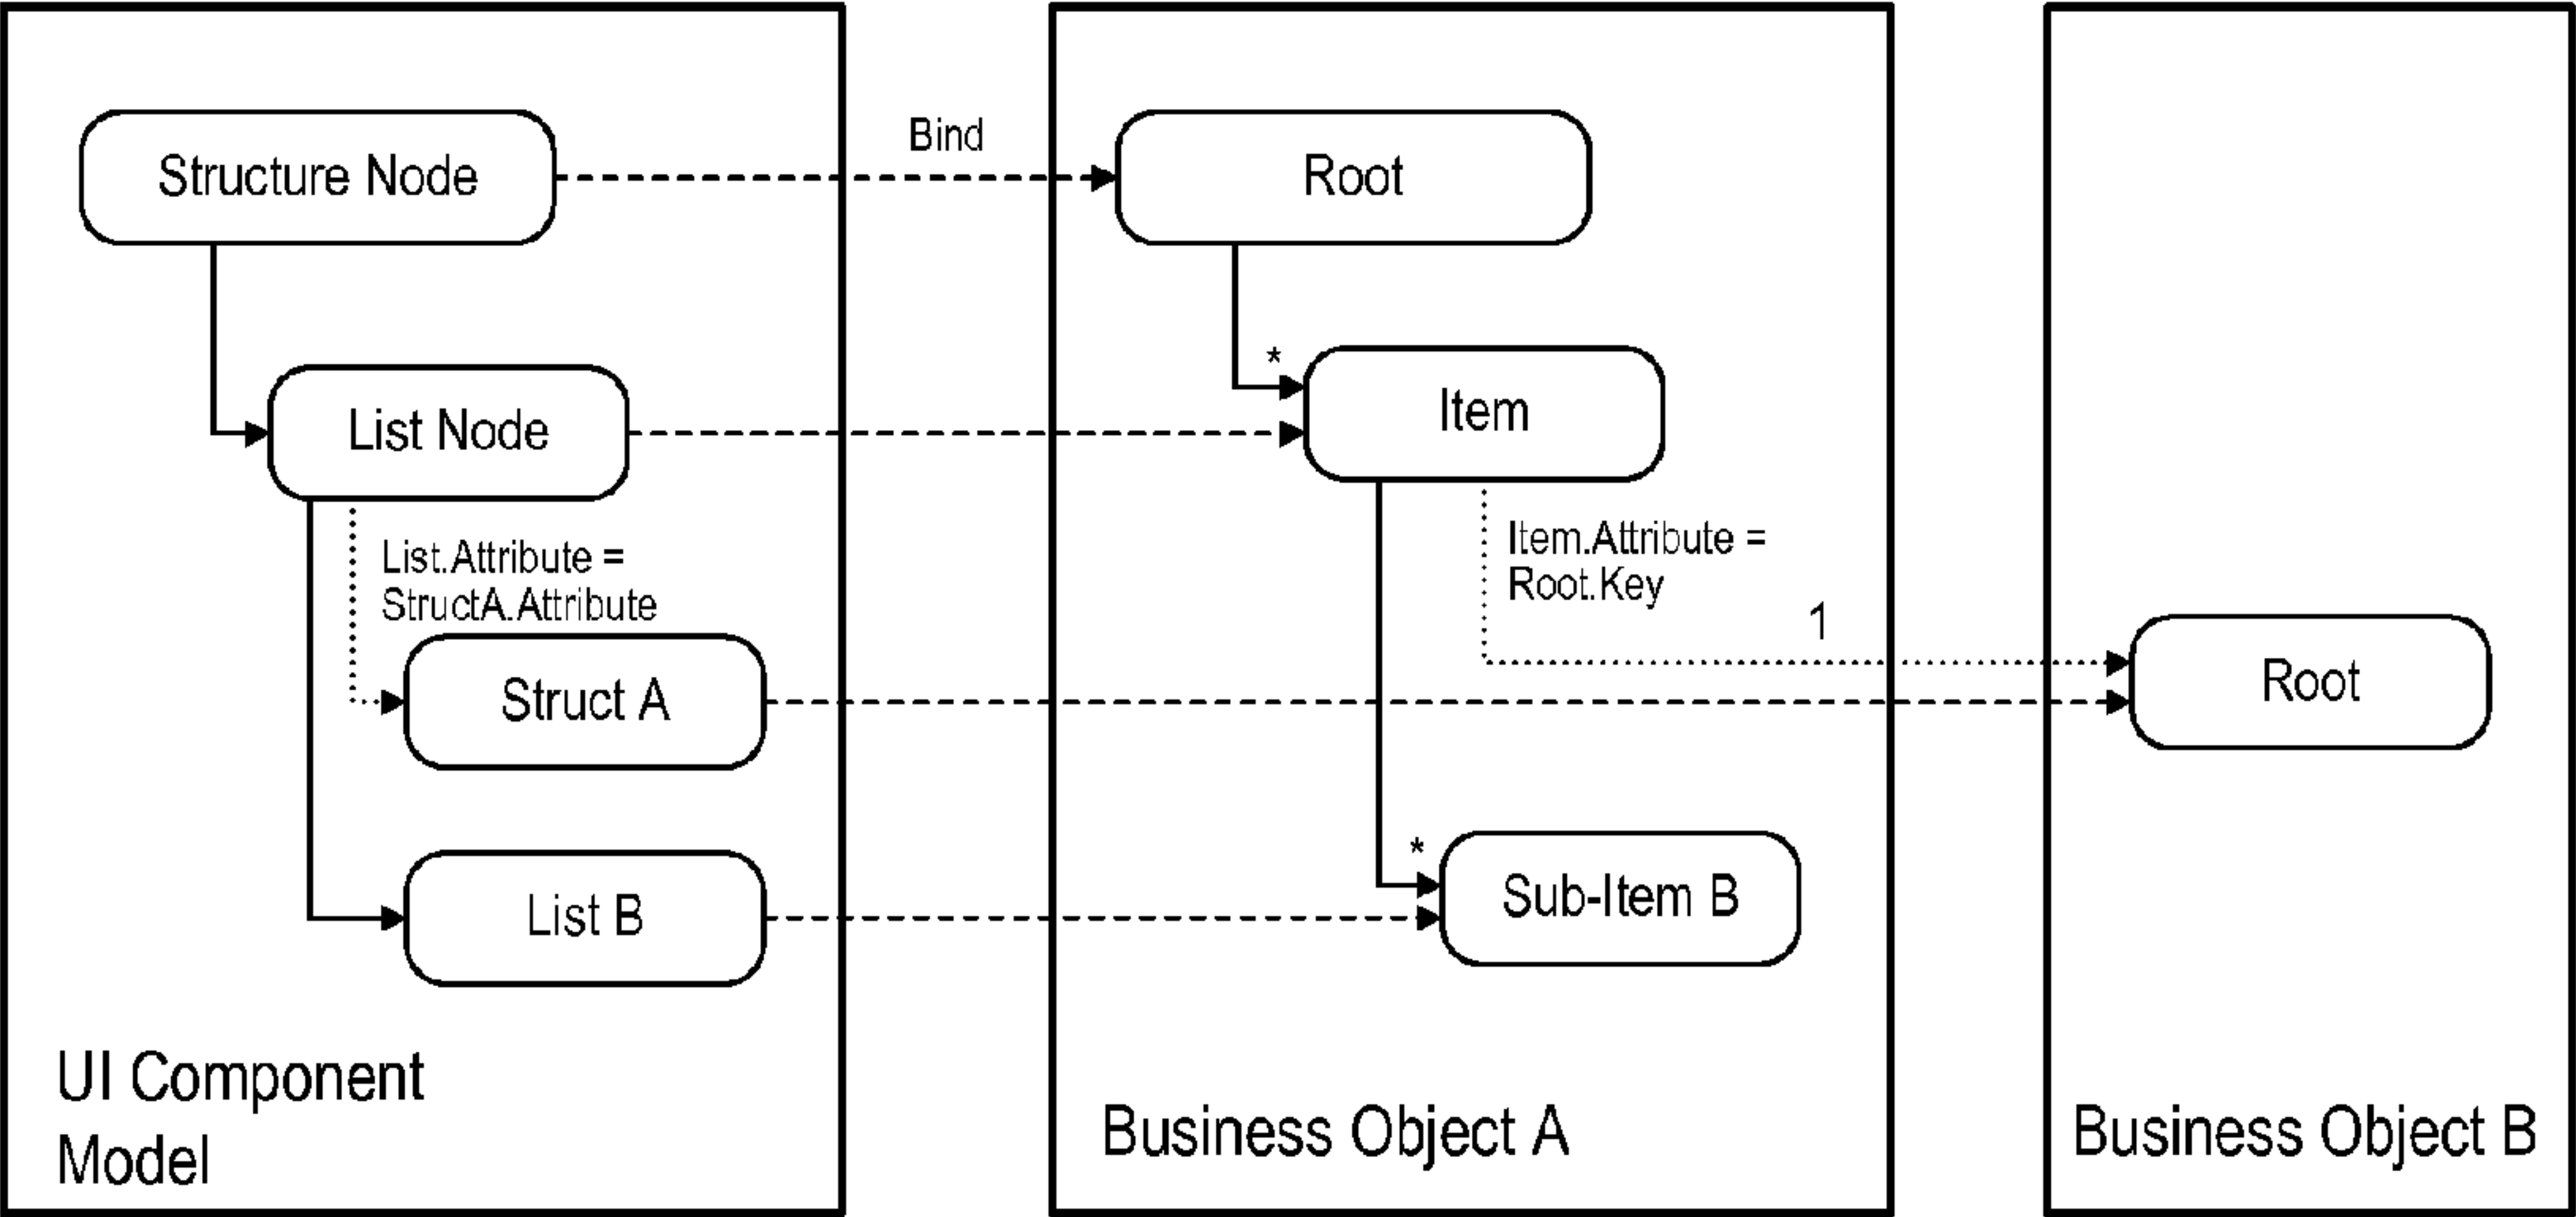 Structure Node
Bind
Root
*
Item
List Node
List.Attribute =
StructA.Attribute
Item.Attribute =
Root.Key
1
Struct A
Root
*
List B
Sub-Item B
UI Component
Model
Business Object A
Business Object B